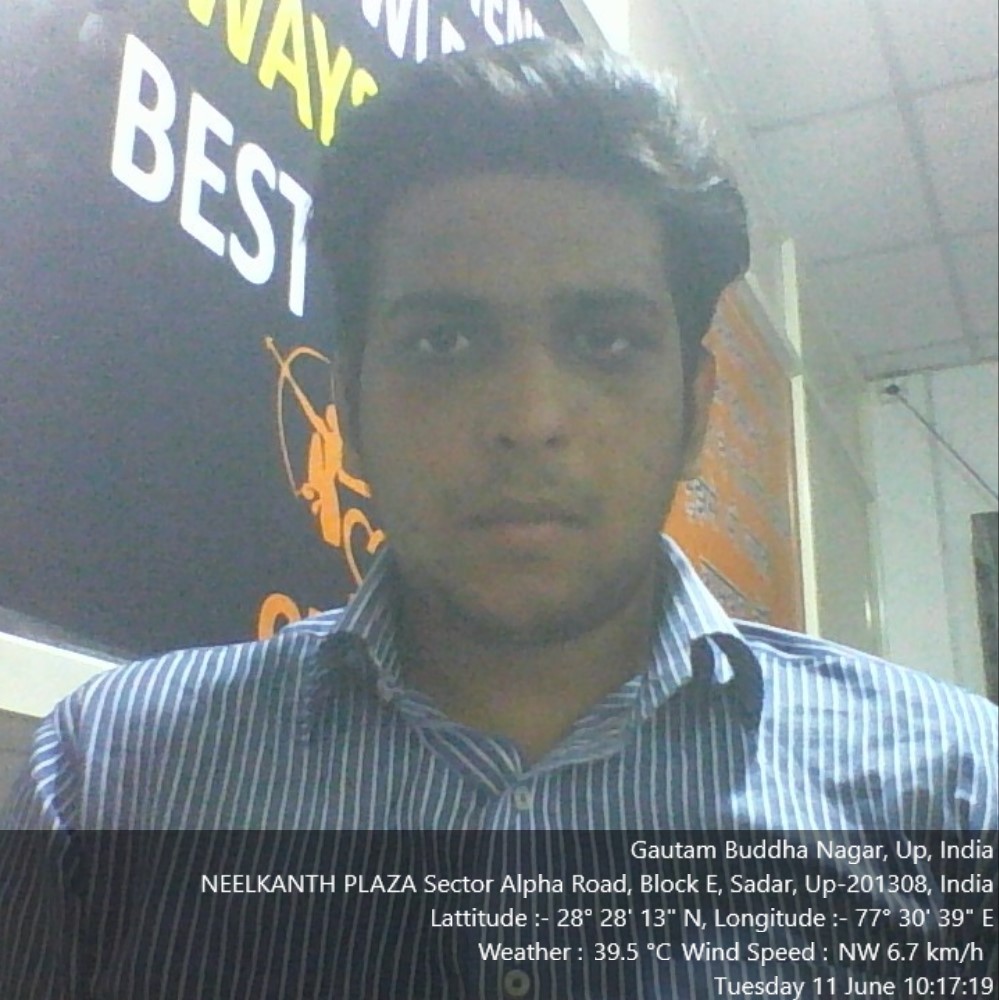 WAYS
BEST
Gautam Buddha Nagar, Up, India
NEELKANTH PLAZA Sector Alpha Road, Block E, Sadar, Up-201308, India
Lattitude :- 28° 28' 13" N, Longitude :- 77° 30' 39" E
Weather : 39.5 °C Wind Speed : NW 6.7 km/h
Tuesday 11 June 10:17:19